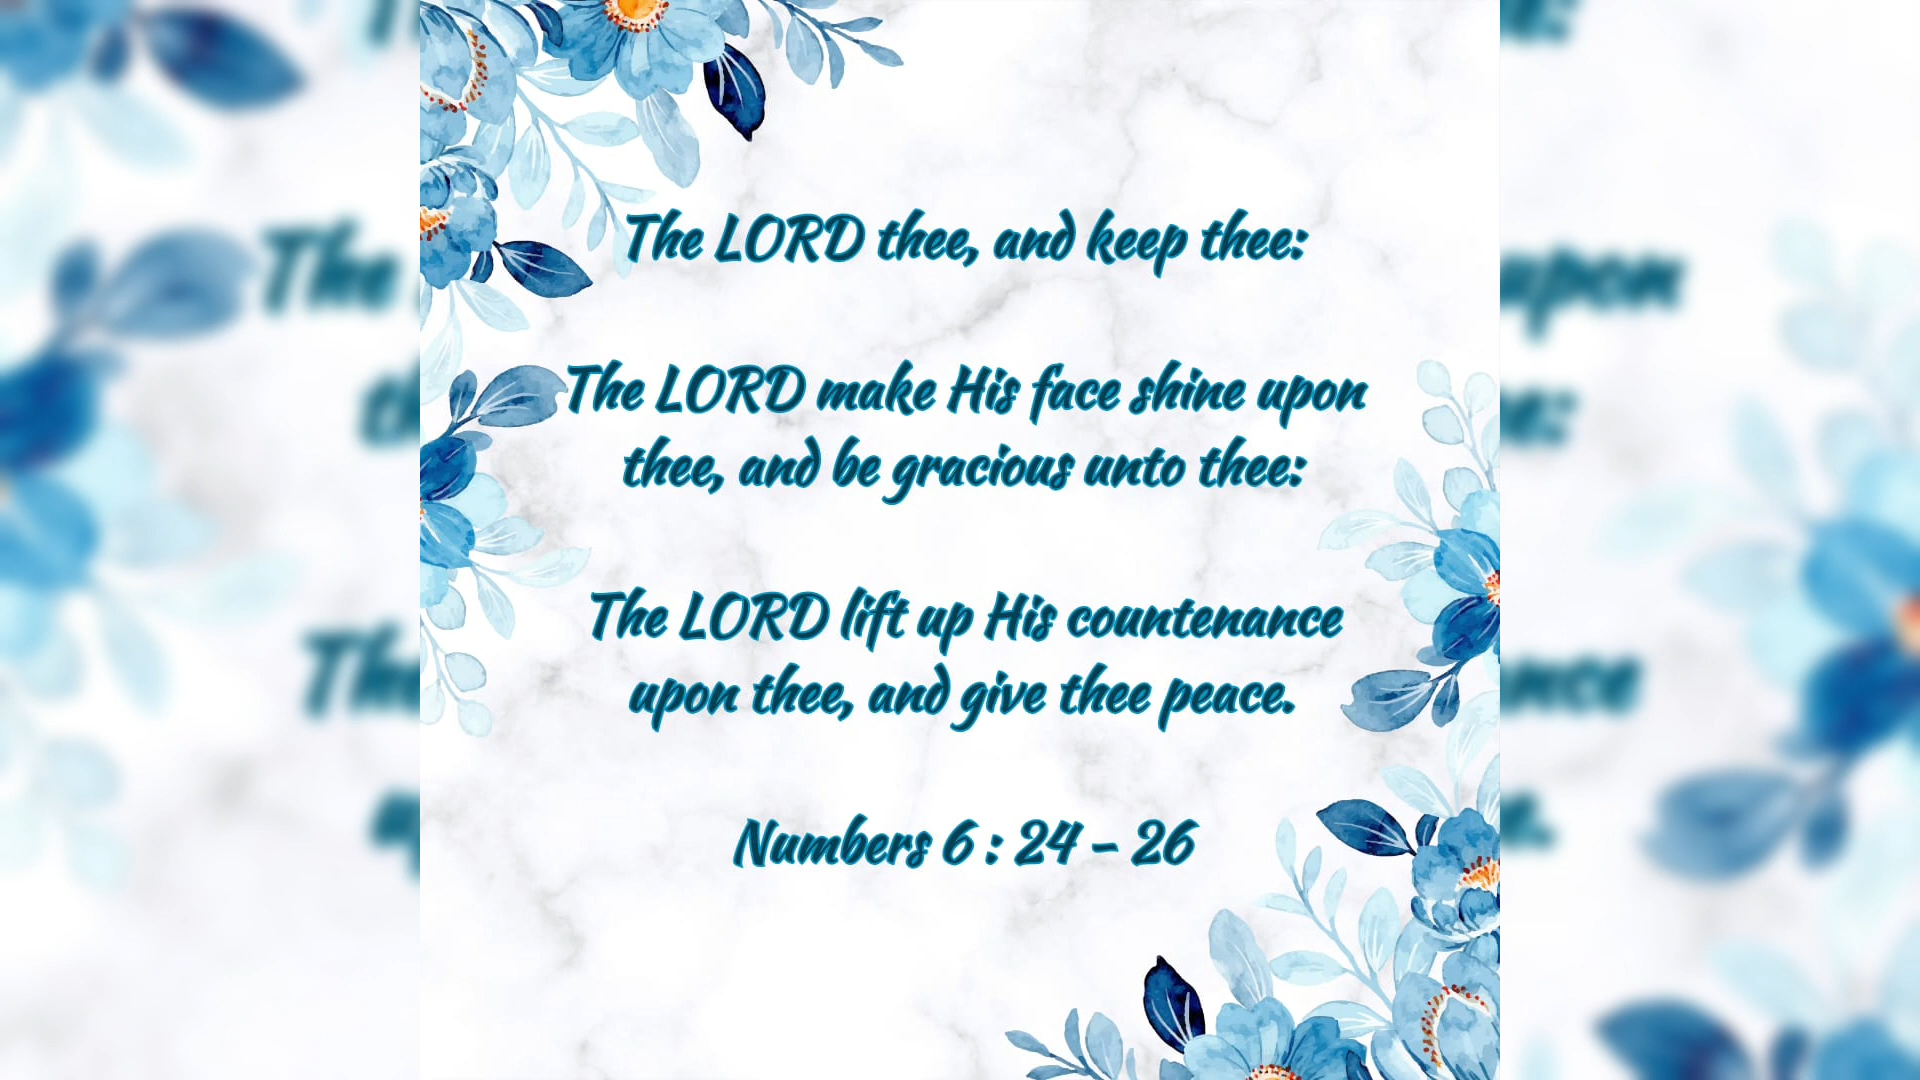 The LORD thee, and keep thee:
The LORD make His face shine upon
thee, and be gracious unto thee:
The LORD lift up His countenance
upon thee, and give thee peace.
Numbers 6 : 24 - 26